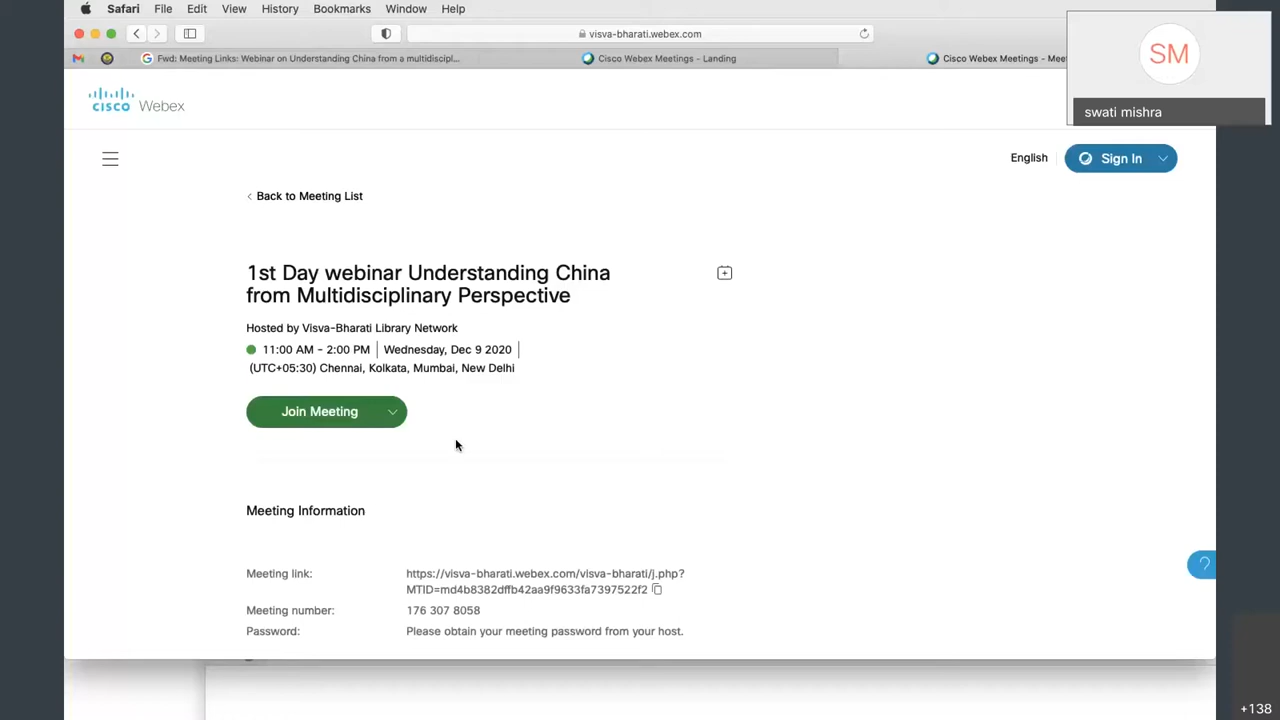 Safari File Edit View History Bookmarks Window Help
visva-bharati.webex.com
Fwd: Meeting Links: Webinar on Understanding China from a multidiscipl...
Cisco Webex Meetings - Landing
Cisco Webex Meetings - Mee
SM
swati mishra
cisco Webex
English
Sign In
Back to Meeting List
1st Day webinar Understanding China
from Multidisciplinary Perspective
Hosted by Visva-Bharati Library Network
11:00 AM - 2:00 PM | Wednesday, Dec 9 2020 |
(UTC+05:30) Chennai, Kolkata, Mumbai, New Delhi
Join Meeting
Meeting Information
Meeting link: https://visva-bharati.webex.com/visva-bharati/j.php?
MTID=md4b8382dffb42aa9f9633fa7397522f2
Meeting number: 176 307 8058
Password: Please obtain your meeting password from your host.
?
+138